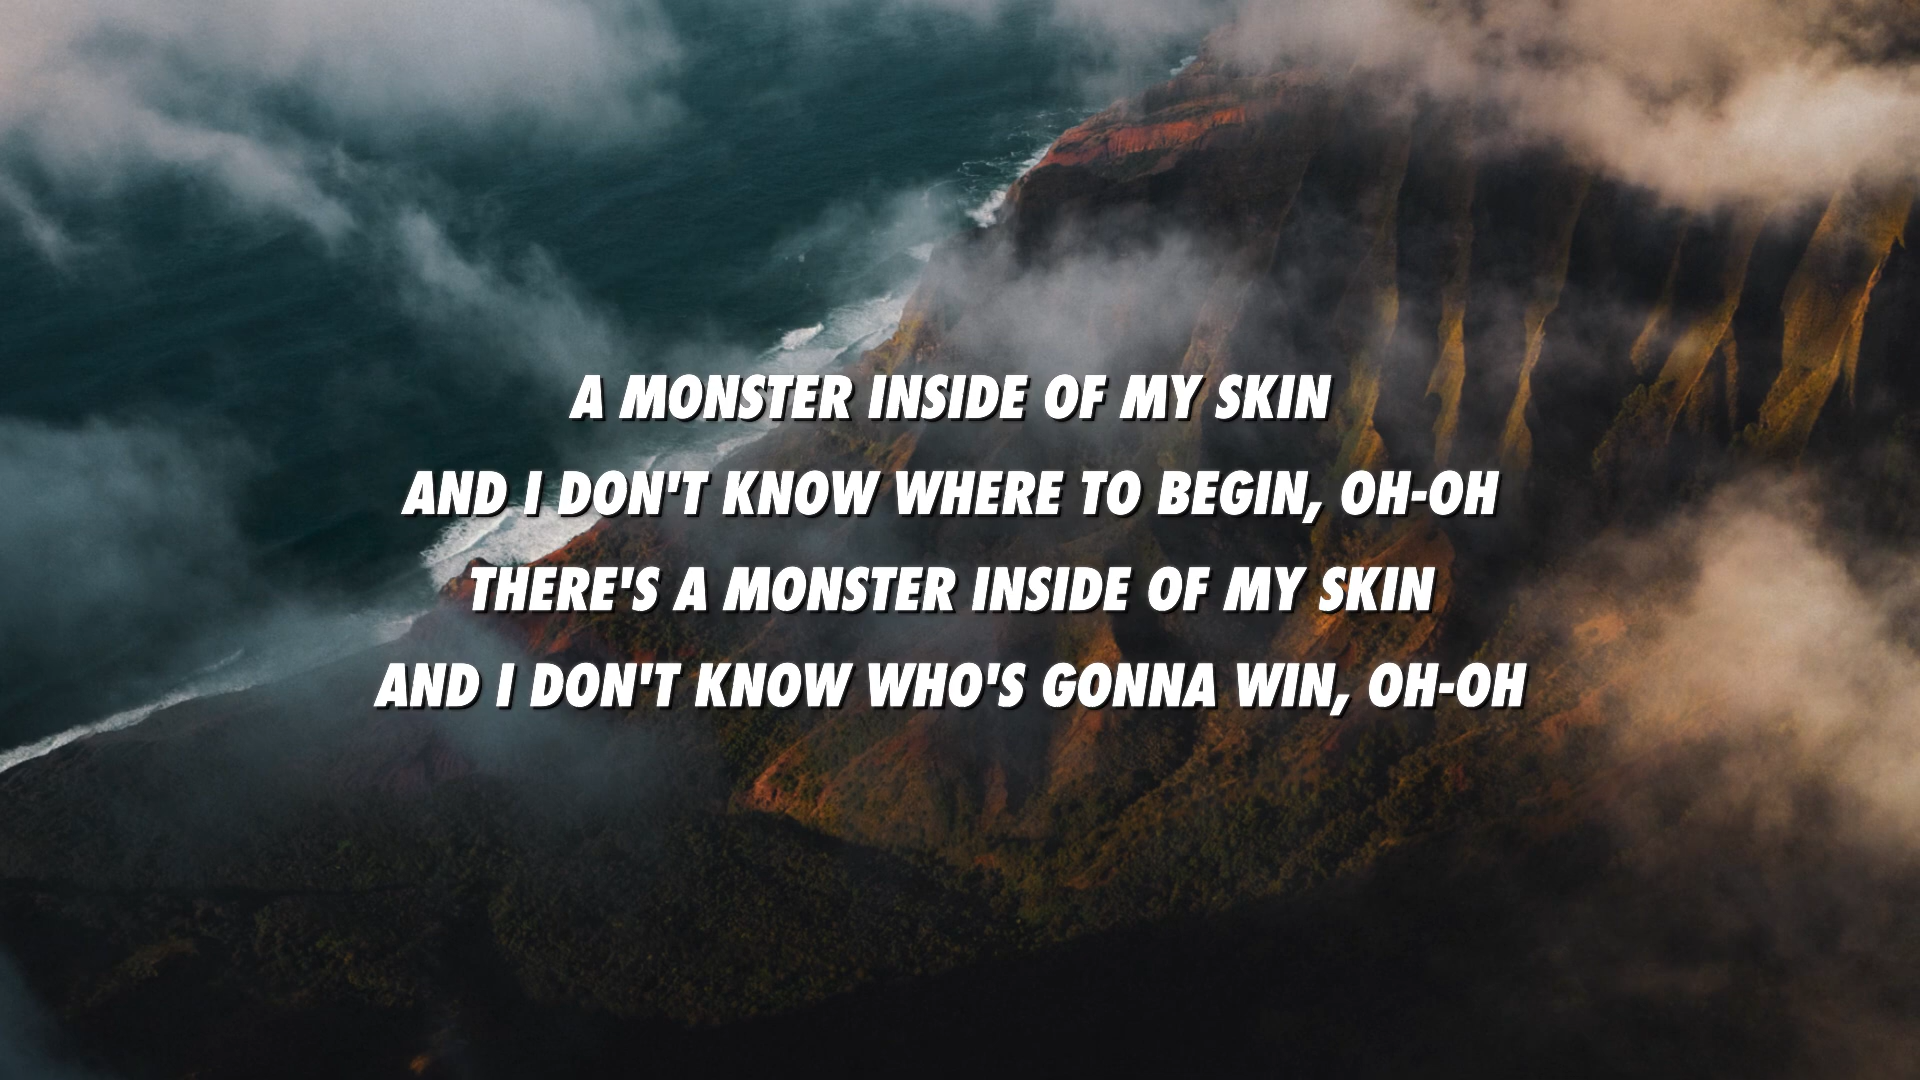 A MONSTER INSIDE OF MY SKIN
AND I DON'T KNOW WHERE TO BEGIN, OH-OH
THERE'S A MONSTER INSIDE OF MY SKIN
AND I DON'T KNOW WHO'S GONNA WIN, OH-OH